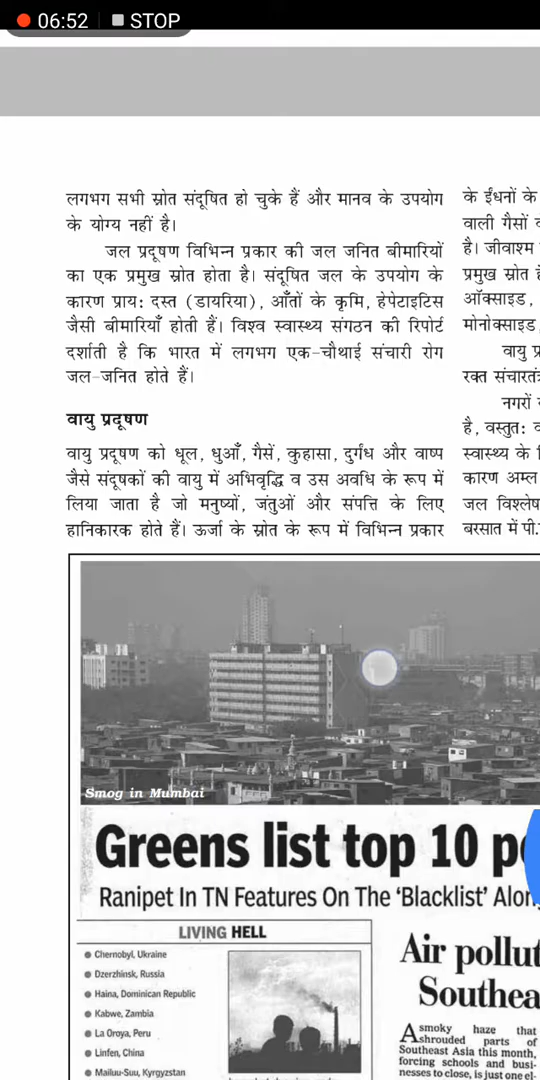 06:52 STOP
लगभग सभी स्रोत संदूषित हो चुके हैं और मानव के उपयोग
के योग्य नहीं है।
जल प्रदूषण विभिन्न प्रकार की जल जनित बीमारियों
का एक प्रमुख स्रोत होता है। संदूषित जल के उपयोग के
कारण प्राय: दस्त (डायरिया), आँतों के कृमि, हेपेटाइटिस
जैसी बीमारियाँ होती हैं। विश्व स्वास्थ्य संगठन की रिपोर्ट
दर्शाती है कि भारत में लगभग एक-चौथाई संचारी रोग
जल-जनित होते हैं।
वायु प्रदूषण
वायु प्रदूषण को धूल, धुआँ, गैसें, कुहासा, दुर्गंध और वाष्प
जैसे संदूषकों की वायु में अभिवृद्धि व उस अवधि के रूप में
लिया जाता है जो मनुष्यों, जंतुओं और संपत्ति के लिए
हानिकारक होते हैं। ऊर्जा के स्रोत के रूप में विभिन्न प्रकार
के ईंधनों के
वाली गैसों
है। जीवाश्म
प्रमुख स्रोत
ऑक्साइड,
मोनोक्साइड,
वायु
रक्त संचारतं
नगरों
है, वस्तुत:
स्वास्थ्य के
कारण अम्ल
जल विश्लेष
बरसात में पी.
Smog in Mumbai
Greens list top 10
Ranipet In TN Features On The ‘Blacklist’ Alon
LIVING HELL
Chernobyl, Ukraine
Dzerzhinsk, Russia
Haina, Dominican Republic
Kabwe, Zambia
La Oroya, Peru
Linfen, China
Mailuu-Suu, Kyrgyzstan
Air pollut
Southea
A smoky haze that
shrouded parts of
Southeast Asia this month,
forcing schools and busi-
nesses to close, is just one el-